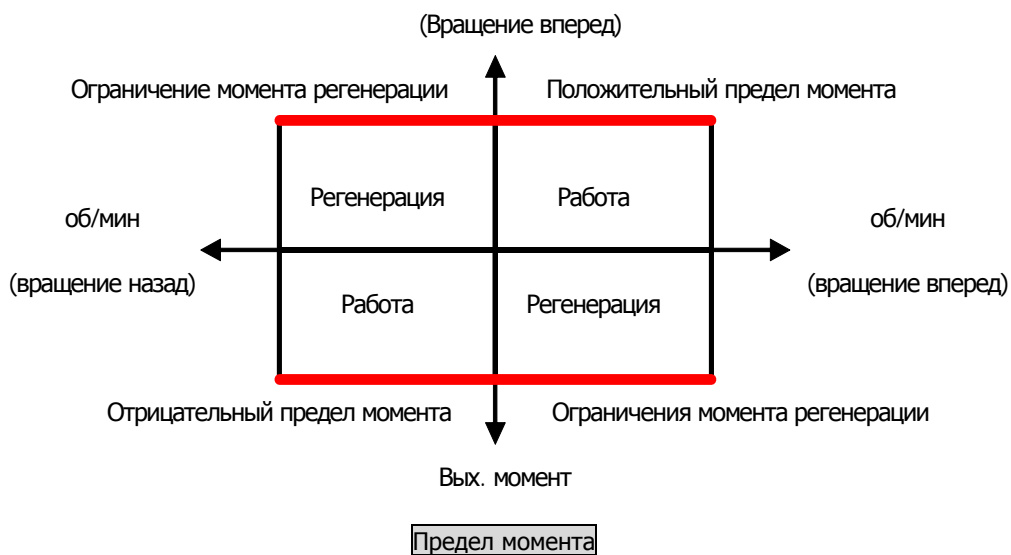 (Вращение вперед)
Ограничение момента регенерации
Положительный предел момента
Регенерация
Работа
об/мин
об/мин
(вращение назад)
(вращение вперед)
Работа
Регенерация
Отрицательный предел момента
Ограничения момента регенерации
Вых. момент
Предел момента